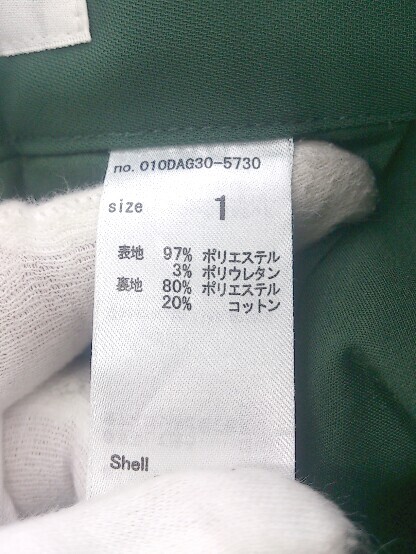 no. 010DAG30-5730
size 1
表地 97% ポリエステル
3% ポリウレタン
裏地 80% ポリエステル
20% コットン
Shell